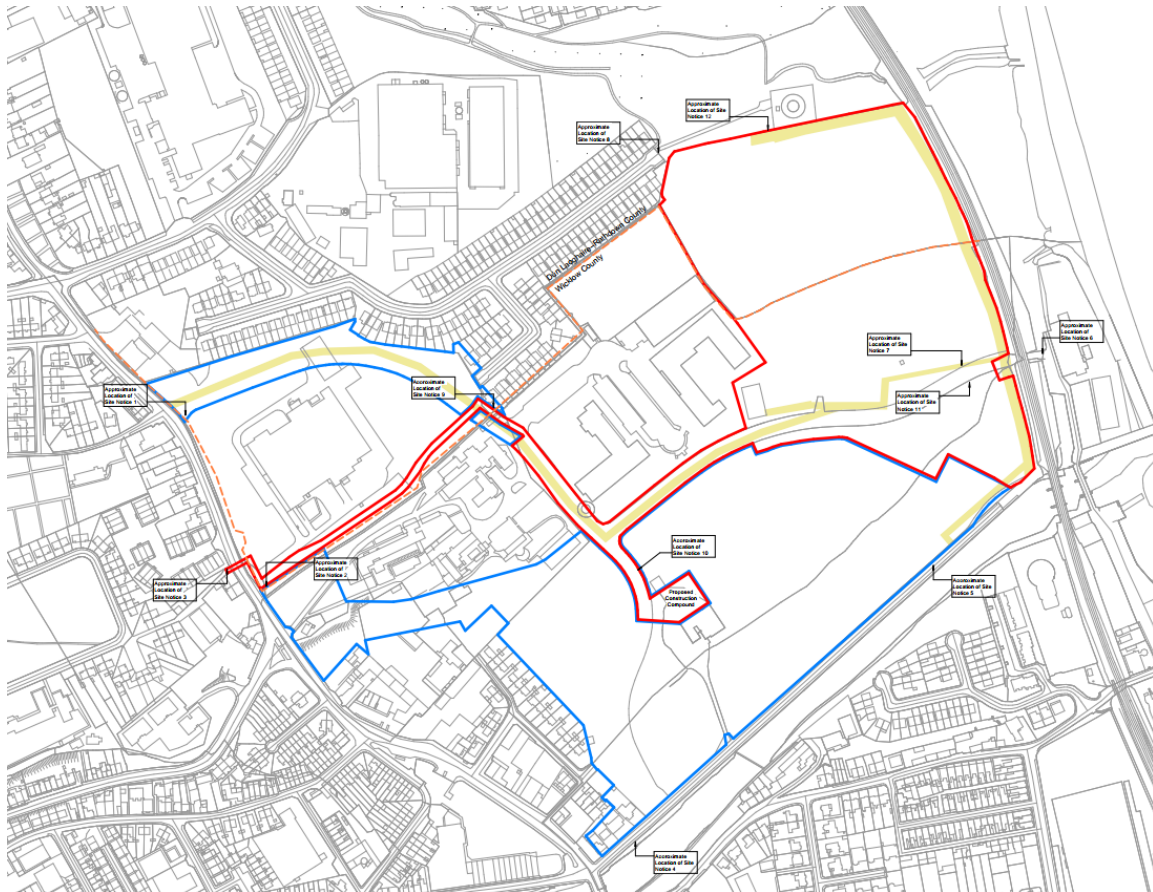 Approximate
Location of Site
Notice 12
Approximate
Location of
Site Notice 8
Dún Laoghaire-Rathdown County
Wicklow County
Approximate
Location of Site
Notice 6
Approximate
Location of Site
Notice 7
Approximate
Location of
Site Notice 1
Approximate
Location of
Site Notice 9
Approximate
Location of Site
Notice 11
Approximate
Location of
Site Notice 10
Approximate
Location of
Site Notice 2
Approximate
Location of
Site Notice 3
Proposed
Construction
Compound
Approximate
Location of Site
Notice 5
Approximate
Location of Site
Notice 4